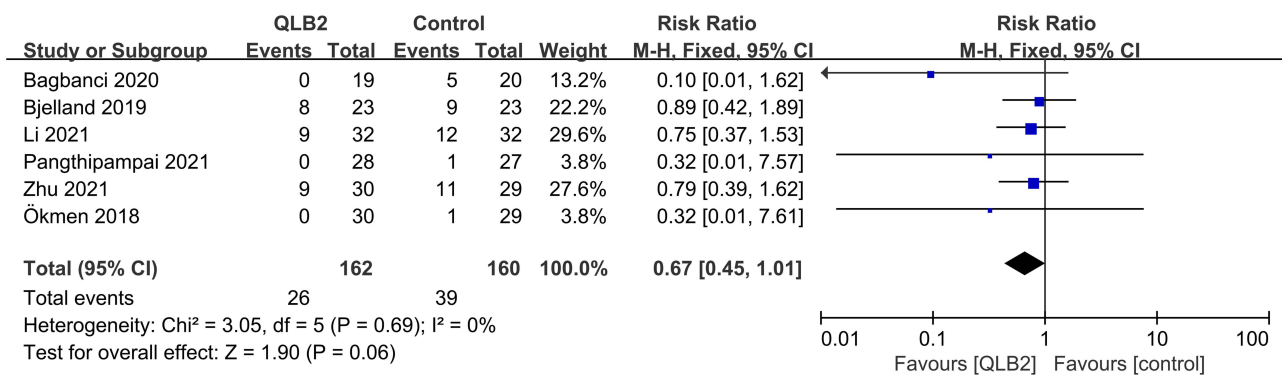 QLB2 Control Risk Ratio Risk Ratio
Study or Subgroup Events Total Events Total Weight M-H, Fixed, 95% CI M-H, Fixed, 95% CI
Bagbanci 2020 0 19 5 20 13.2% 0.10 [0.01, 1.62]
Bjelland 2019 8 23 9 23 22.2% 0.89 [0.42, 1.89]
Li 2021 9 32 12 32 29.6% 0.75 [0.37, 1.53]
Pangthipampai 2021 0 28 1 27 3.8% 0.32 [0.01, 7.57]
Zhu 2021 9 30 11 29 27.6% 0.79 [0.39, 1.62]
Ökmen 2018 0 30 1 29 3.8% 0.32 [0.01, 7.61]
Total (95% CI) 162 160 100.0% 0.67 [0.45, 1.01]
Total events 26 39
Heterogeneity: Chi² = 3.05, df = 5 (P = 0.69); I² = 0%
Test for overall effect: Z = 1.90 (P = 0.06)
0.01 0.1 1 10 100
Favours [QLB2] Favours [control]